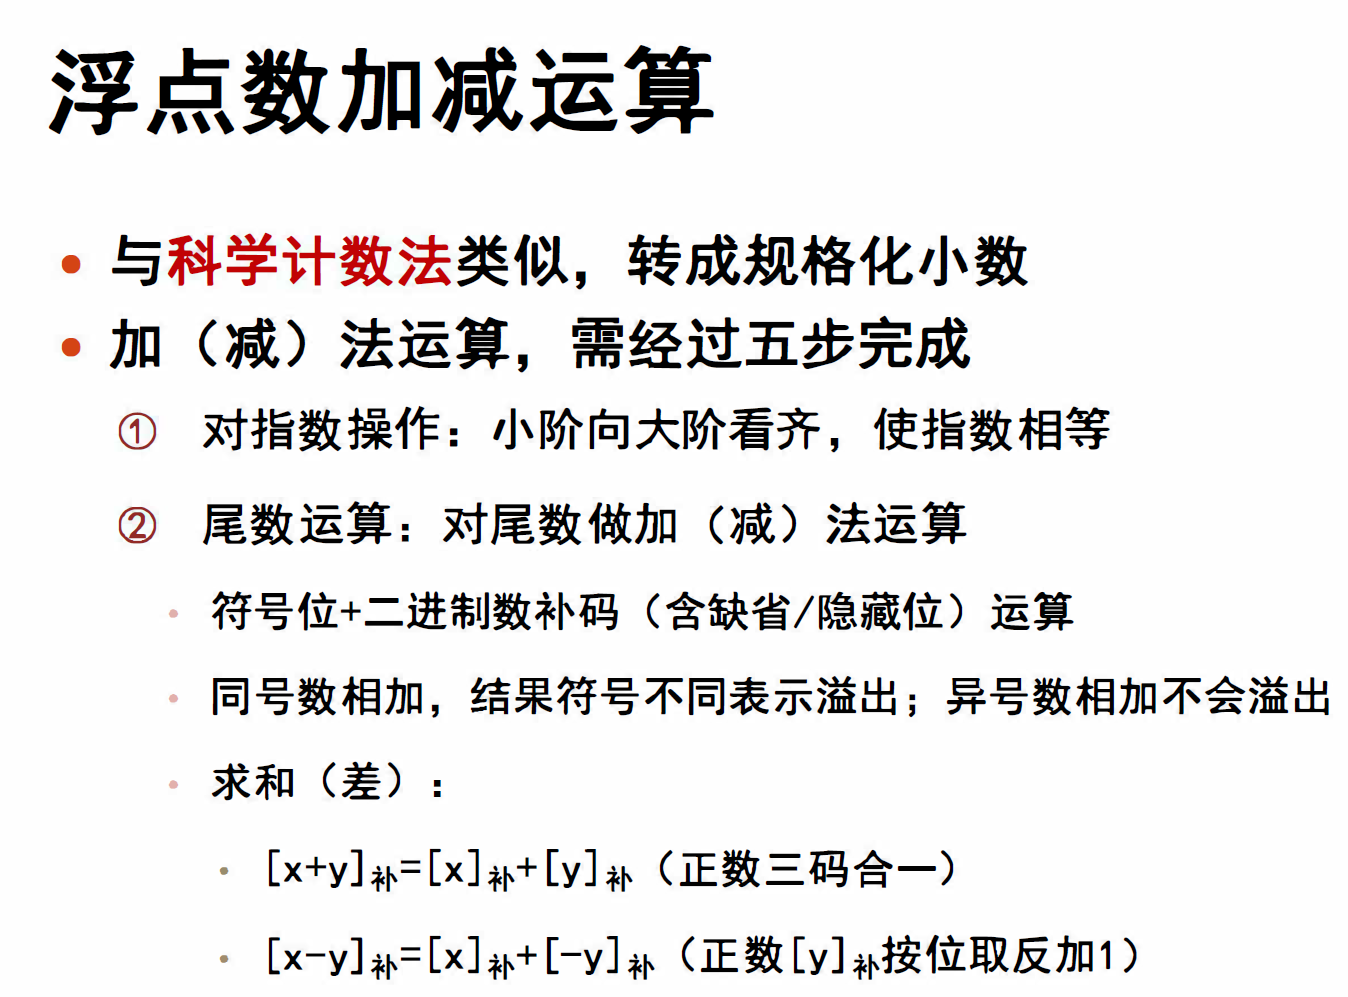 浮点数加减运算
• 与科学计数法类似，转成规格化小数
• 加（减）法运算，需经过五步完成
① 对指数操作：小阶向大阶看齐，使指数相等
② 尾数运算：对尾数做加（减）法运算
• 符号位+二进制数补码（含缺省/隐藏位）运算
• 同号数相加，结果符号不同表示溢出；异号数相加不会溢出
• 求和（差）：
• [x+y]补=[x]补+[y]补（正数三码合一）
• [x-y]补=[x]补+[-y]补（正数[y]补按位取反加1）